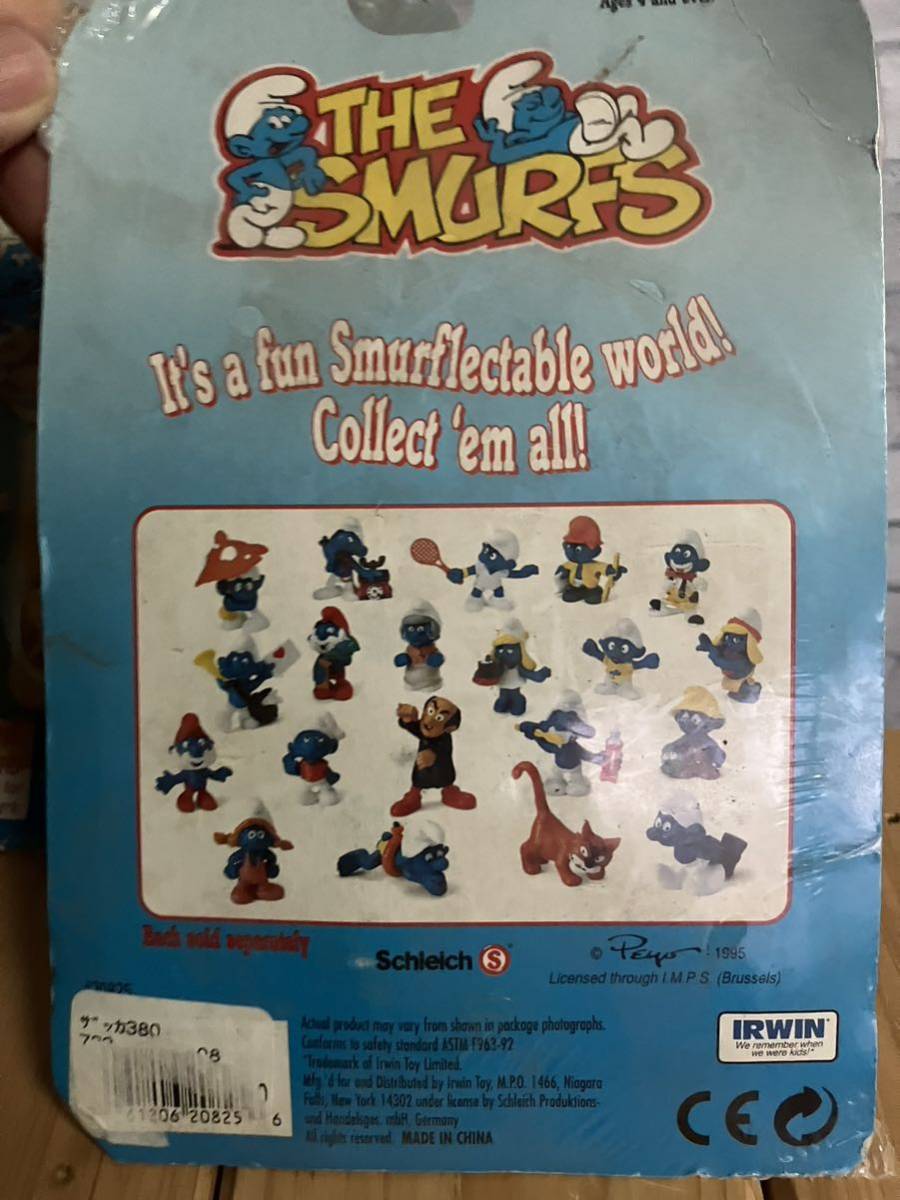 Ages 4 and
THE
SMURFS
It's a fun Smurflectable world!
Collect 'em all!
Each sold separately
Schleich S
© Peyo 1995
Licensed through I.M.P.S. (Brussels)
ザッカ380
08
61206 20825 6
Actual product may vary from shown in package photographs.
Conforms to safety standard ASTM F963-92
*Trademark of Irwin Toy Limited.
Mfg'd for and Distributed by Irwin Toy, M.P.O. 1466, Niagara
Falls, New York 14302 under license by Schleich Produktions-
und Handelsges. mbH. Germany
All rights reserved. MADE IN CHINA
IRWIN
We remember when
we were kids!*
CE